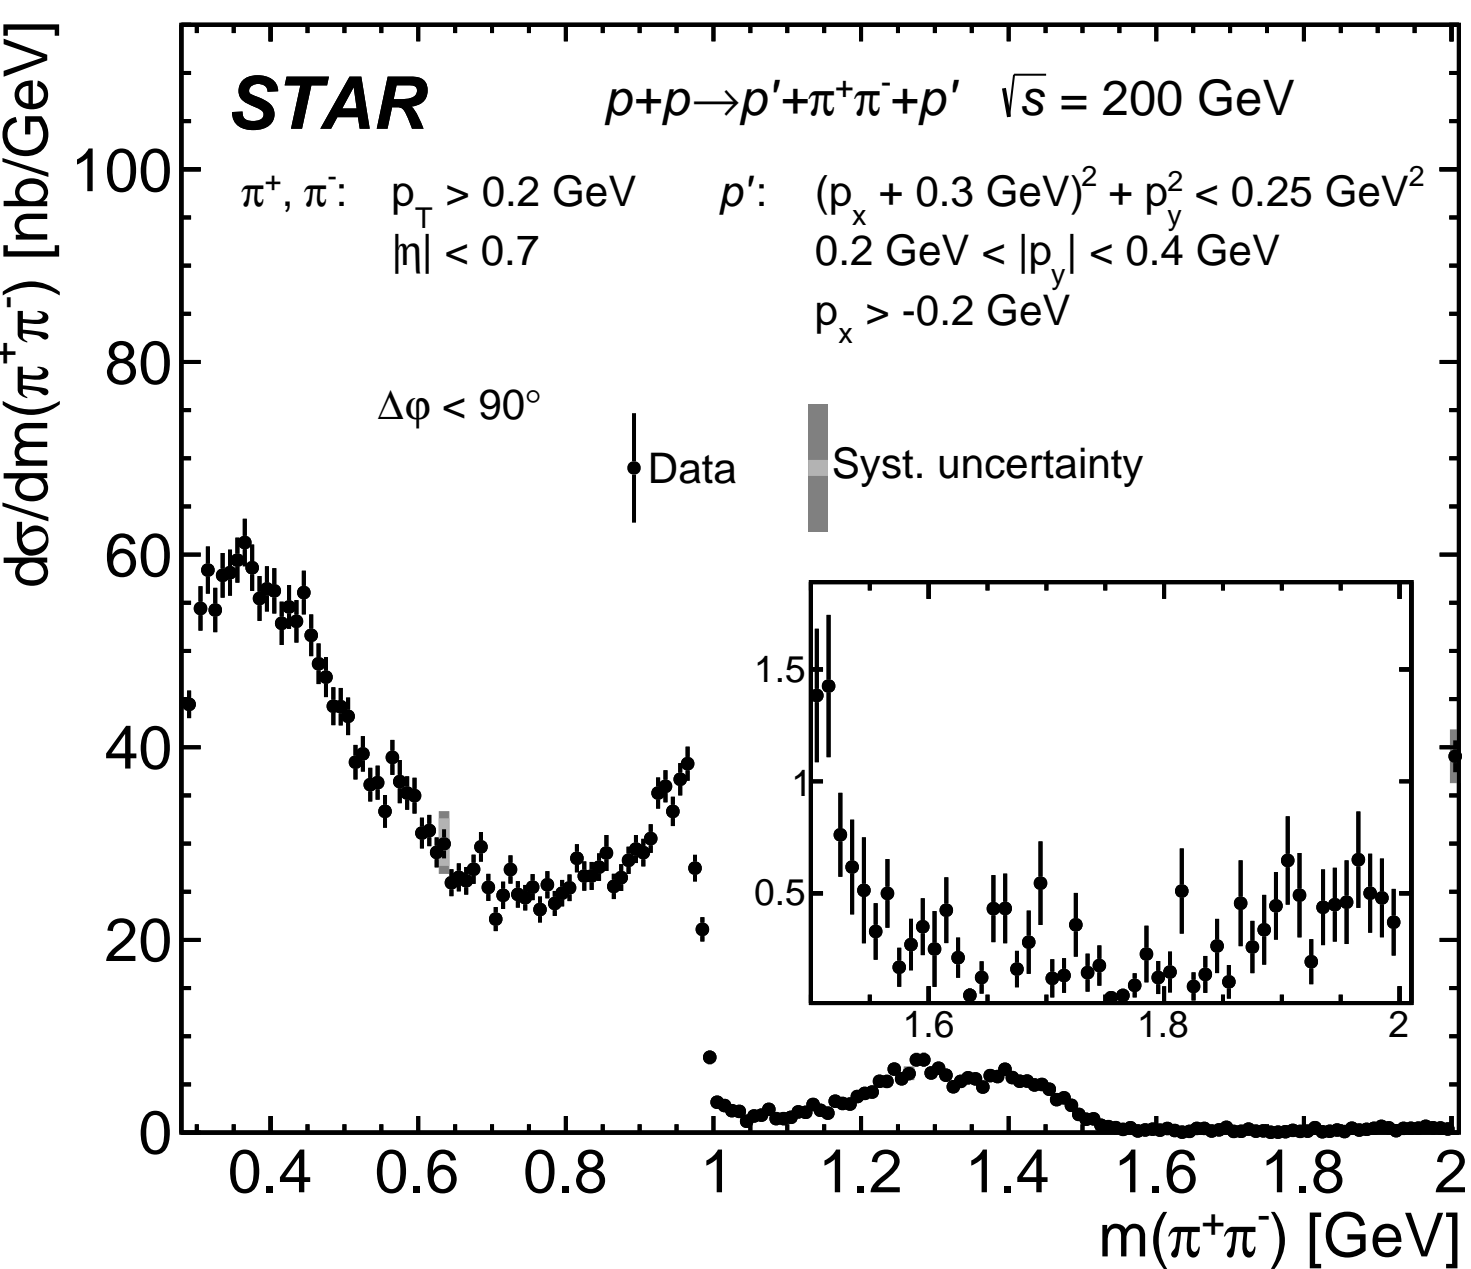 STAR p+p→p′+π⁺π⁻+p′ √s = 200 GeV
π⁺, π⁻: p_T > 0.2 GeV p′: (p_x + 0.3 GeV)² + p_y² < 0.25 GeV²
|η| < 0.7 0.2 GeV < |p_y| < 0.4 GeV
p_x > -0.2 GeV
Δφ < 90°
Data Syst. uncertainty
dσ/dm(π⁺π⁻) [nb/GeV]
100
80
60
40
20
0
1.5
1
0.5
1.6 1.8 2
0.4 0.6 0.8 1 1.2 1.4 1.6 1.8 2
m(π⁺π⁻) [GeV]